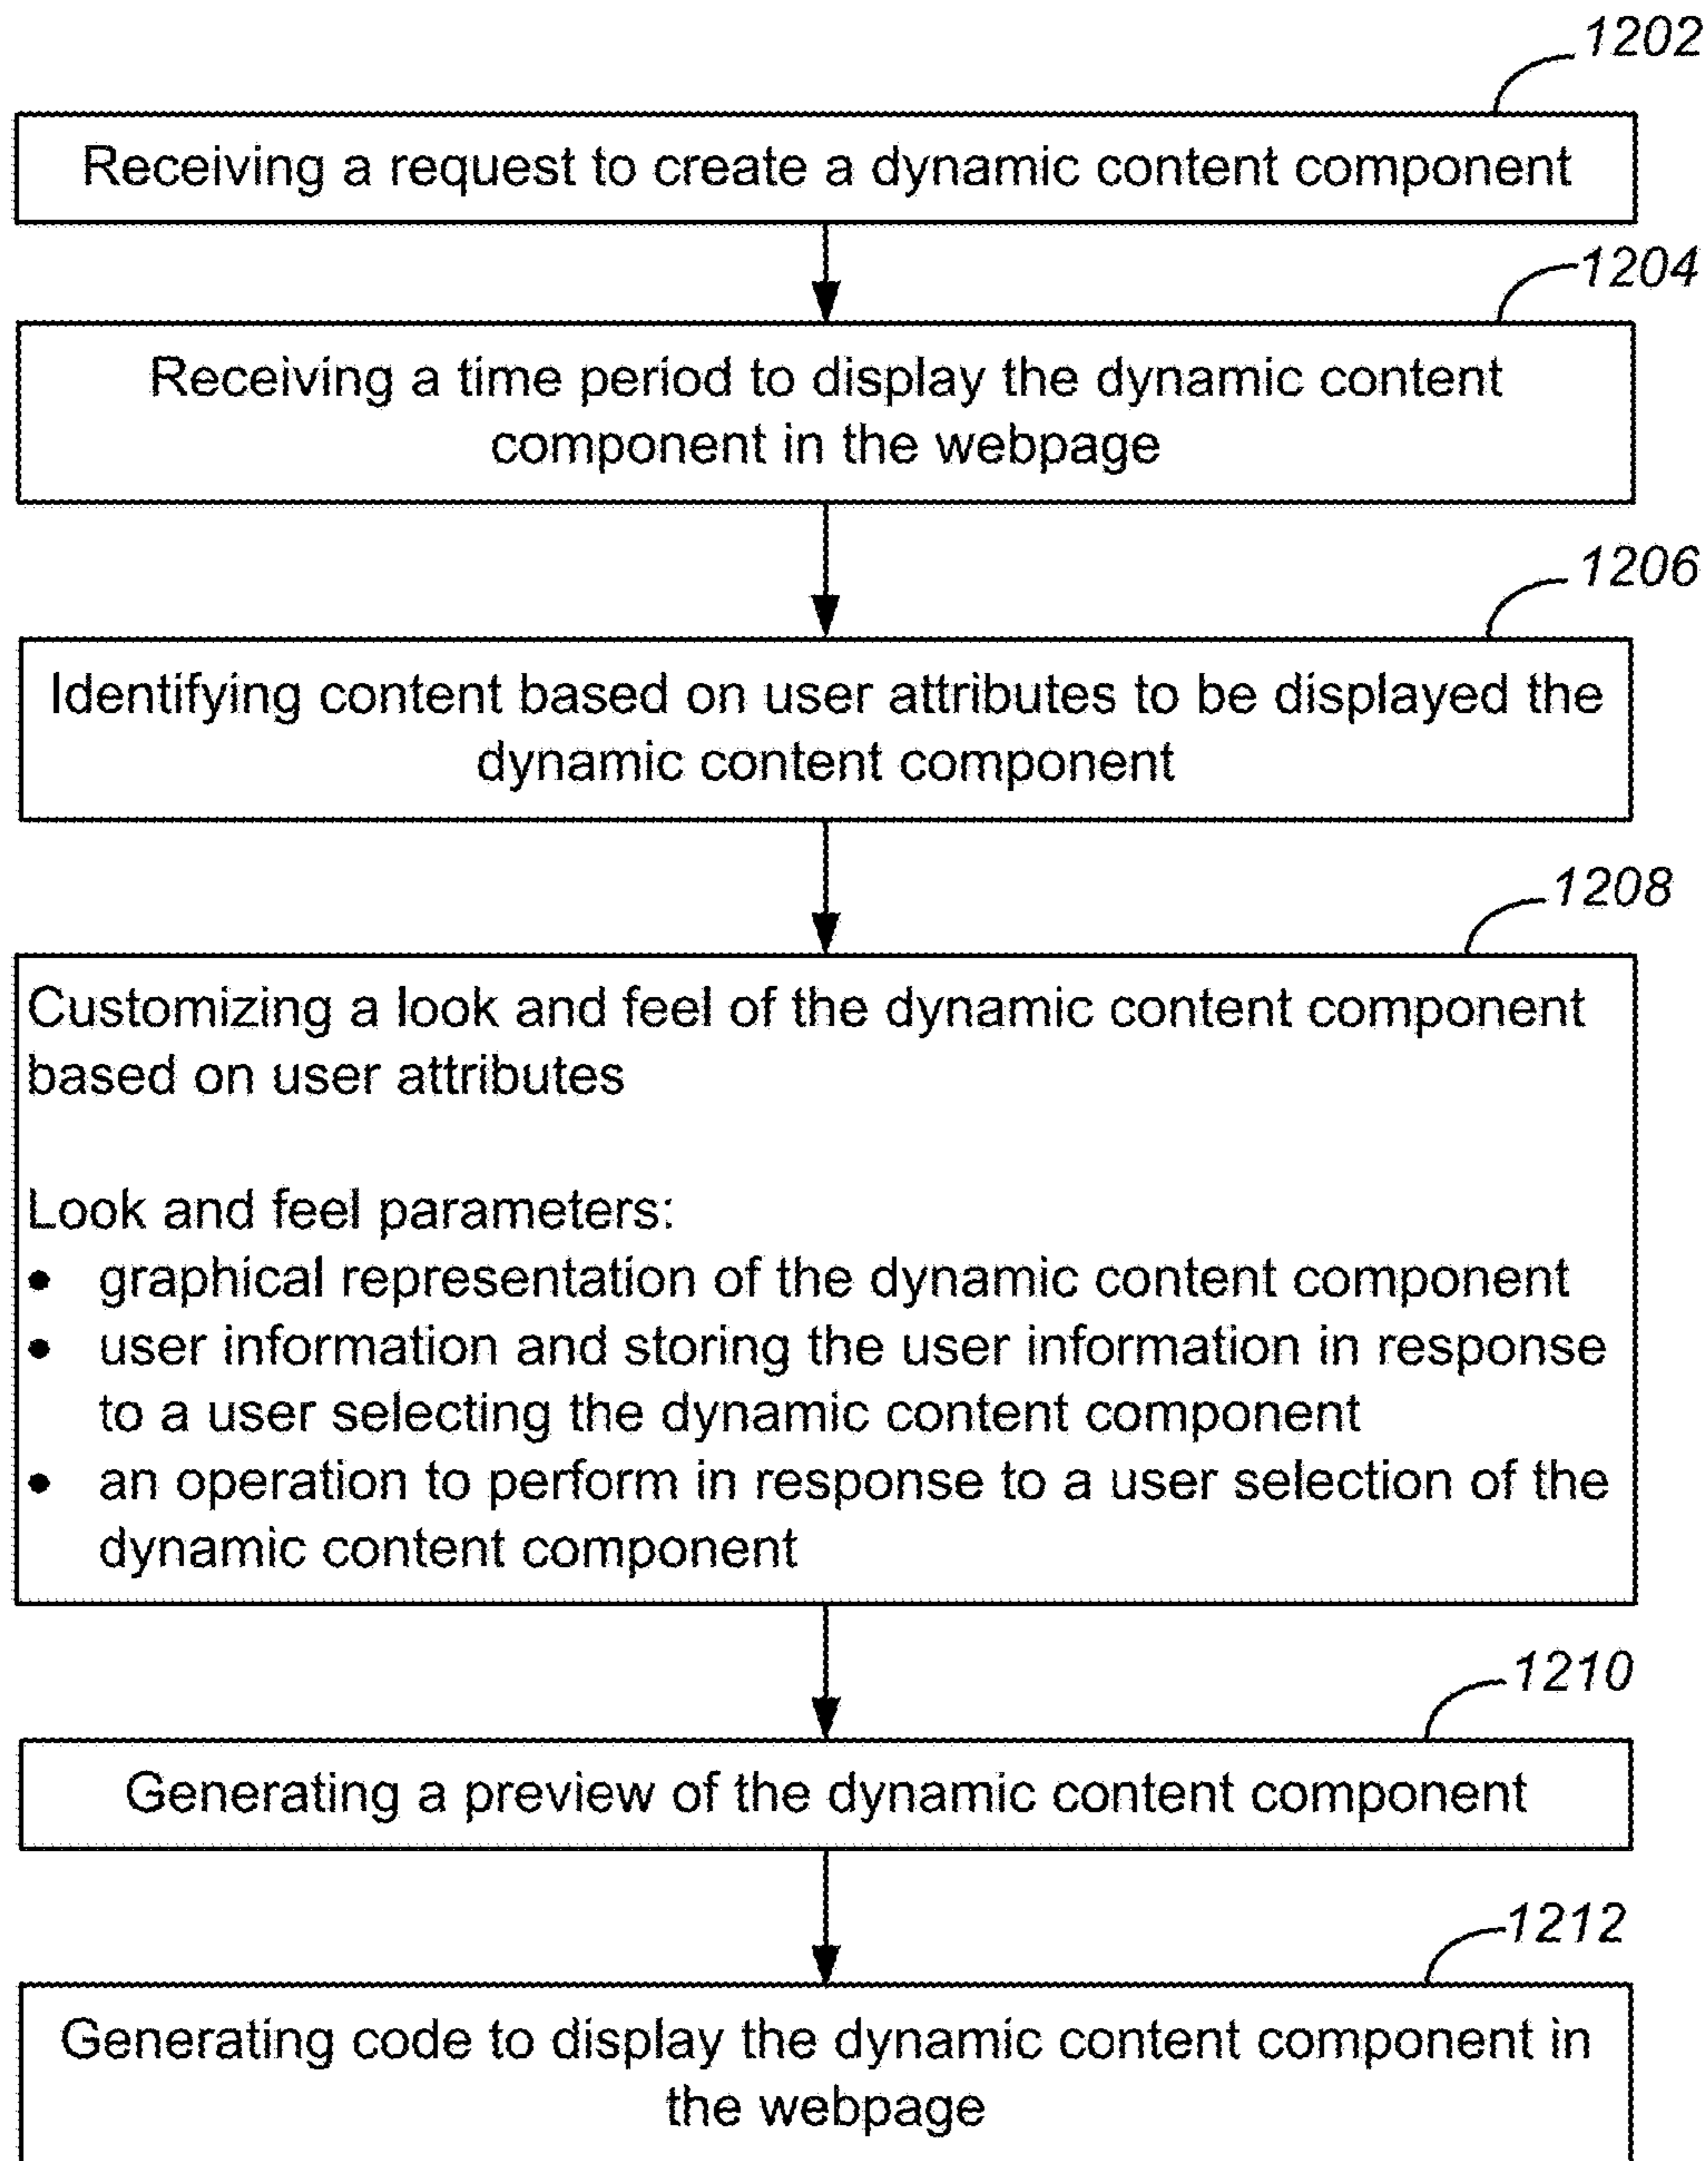 1202
Receiving a request to create a dynamic content component
1204
Receiving a time period to display the dynamic content
component in the webpage
1206
Identifying content based on user attributes to be displayed the
dynamic content component
1208
Customizing a look and feel of the dynamic content component
based on user attributes
Look and feel parameters:
• graphical representation of the dynamic content component
• user information and storing the user information in response
to a user selecting the dynamic content component
• an operation to perform in response to a user selection of the
dynamic content component
1210
Generating a preview of the dynamic content component
1212
Generating code to display the dynamic content component in
the webpage